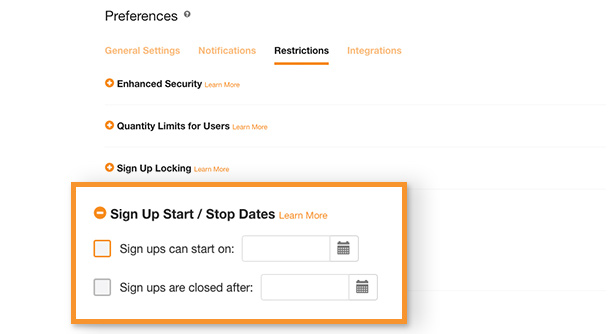 Preferences ?
General Settings Notifications Restrictions Integrations
Enhanced Security Learn More
Quantity Limits for Users Learn More
Sign Up Locking Learn More
Sign Up Start / Stop Dates Learn More
Sign ups can start on:
Sign ups are closed after: